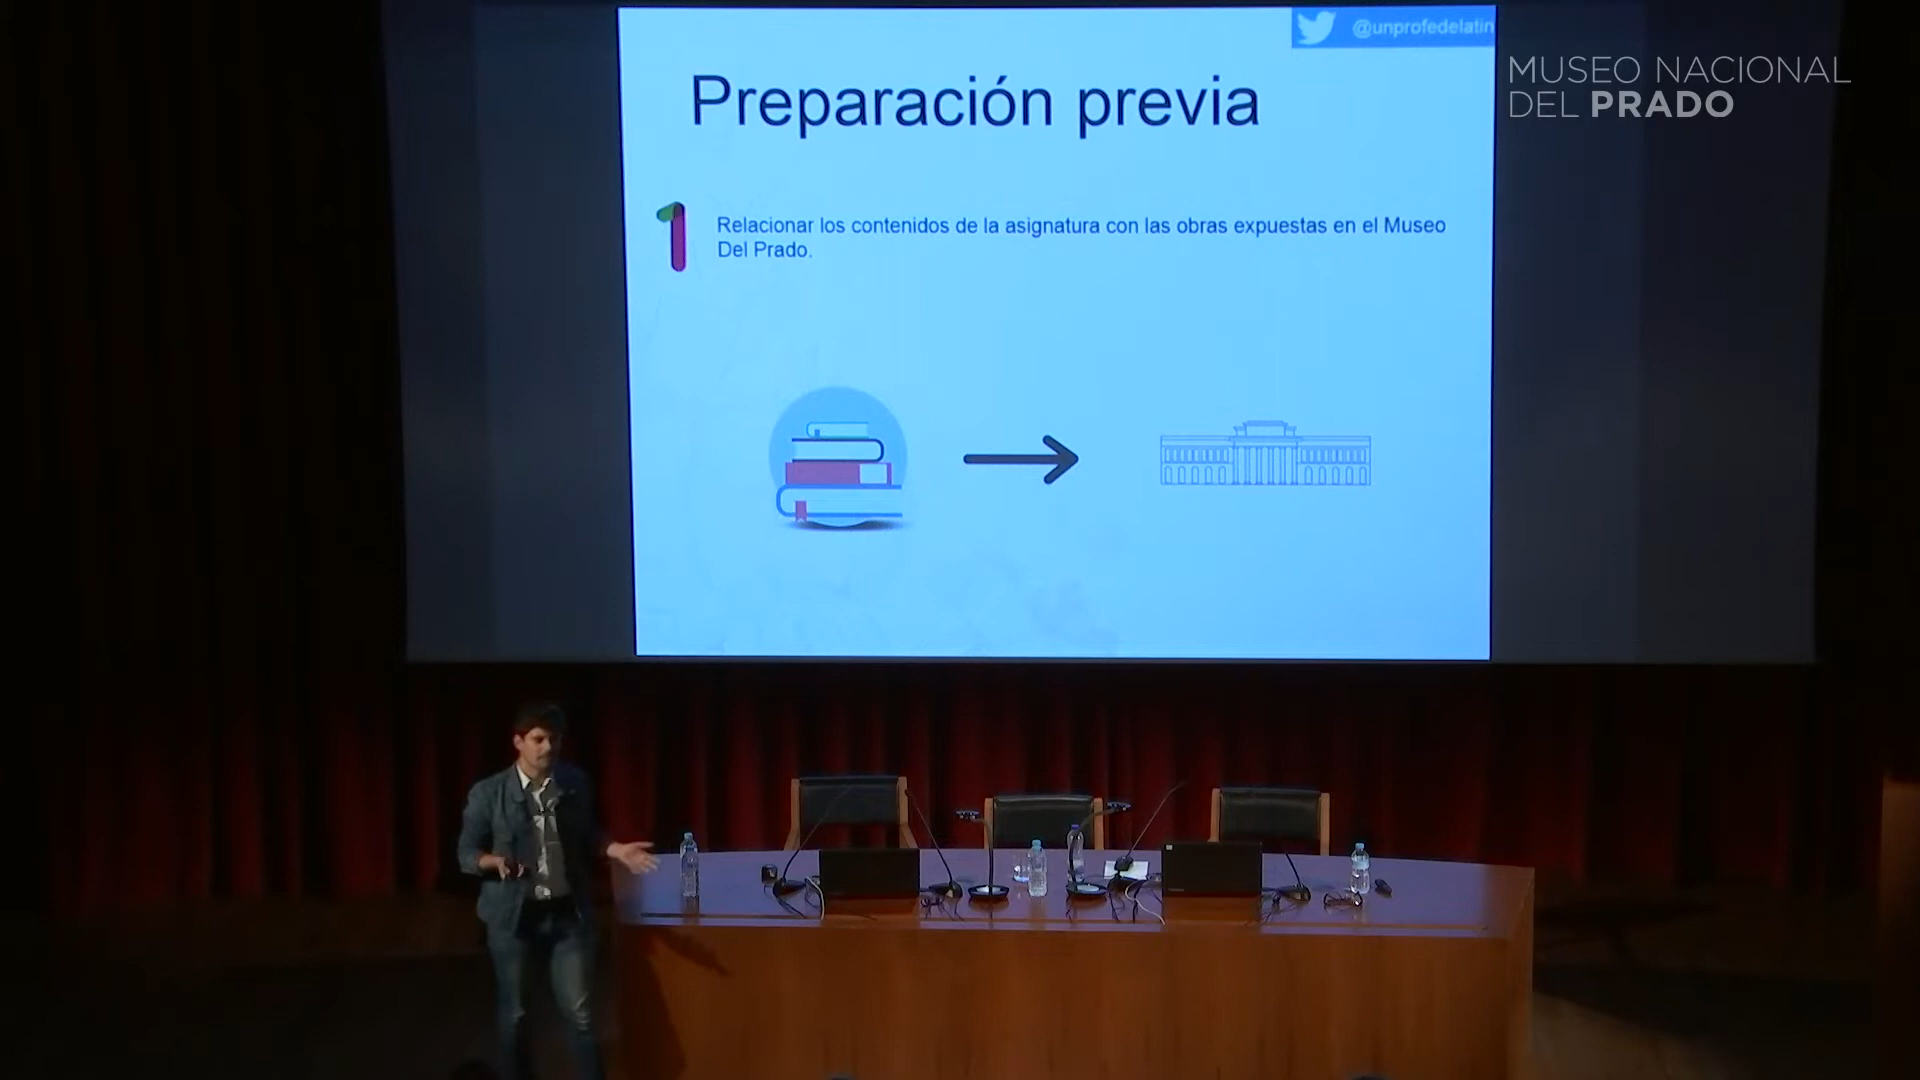 @unprofedelatin
MUSEO NACIONAL
DEL PRADO
Preparación previa
1
Relacionar los contenidos de la asignatura con las obras expuestas en el Museo
Del Prado.